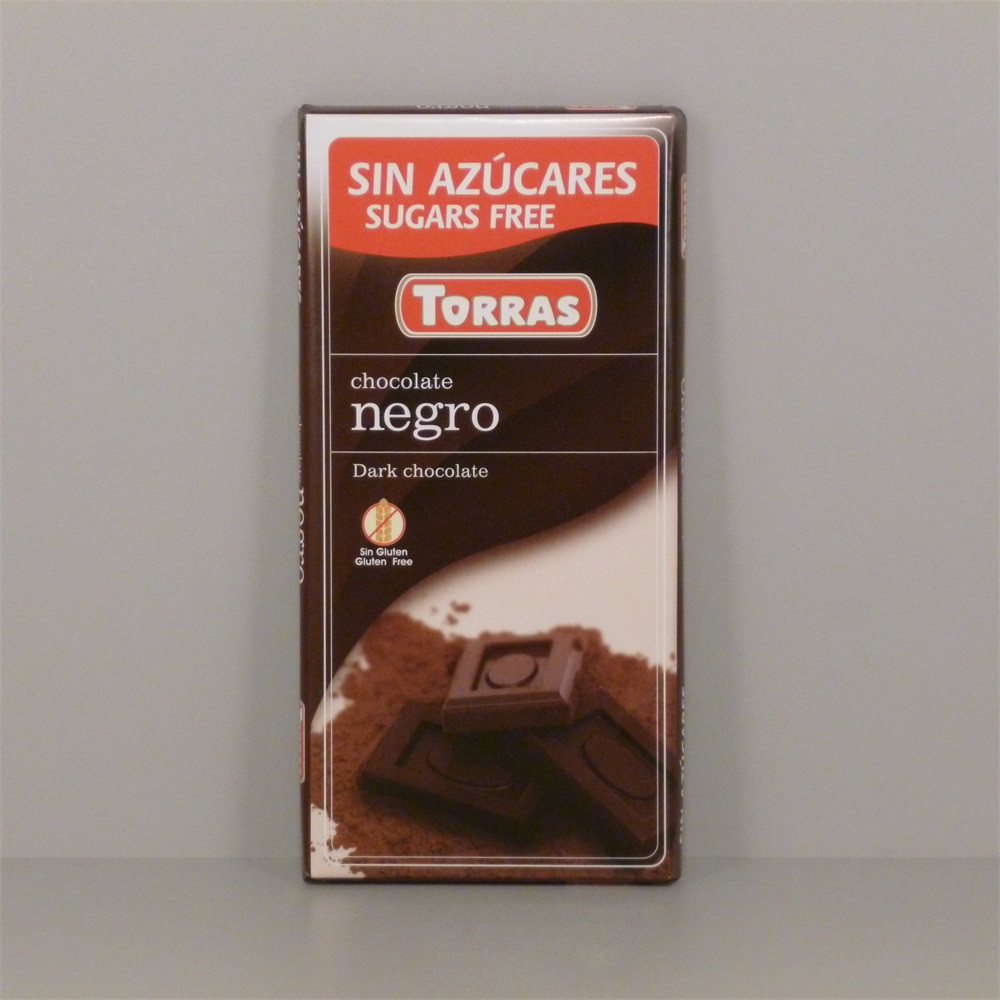 SIN AZÚCARES
SUGARS FREE
TORRAS
chocolate
negro
Dark chocolate
Sin Gluten
Gluten Free